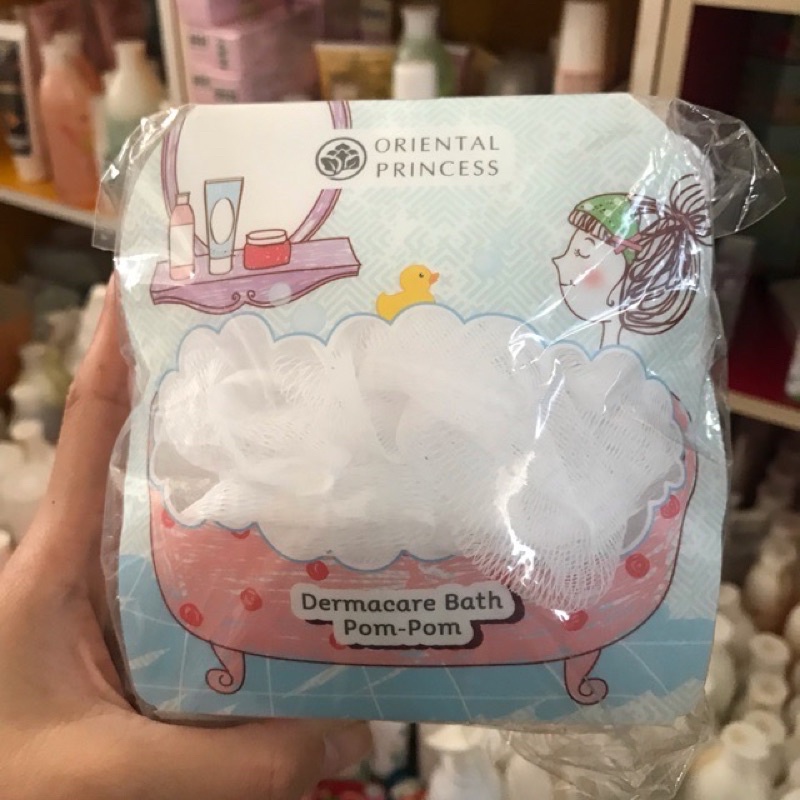 ORIENTAL
PRINCESS
Dermacare Bath
Pom-Pom